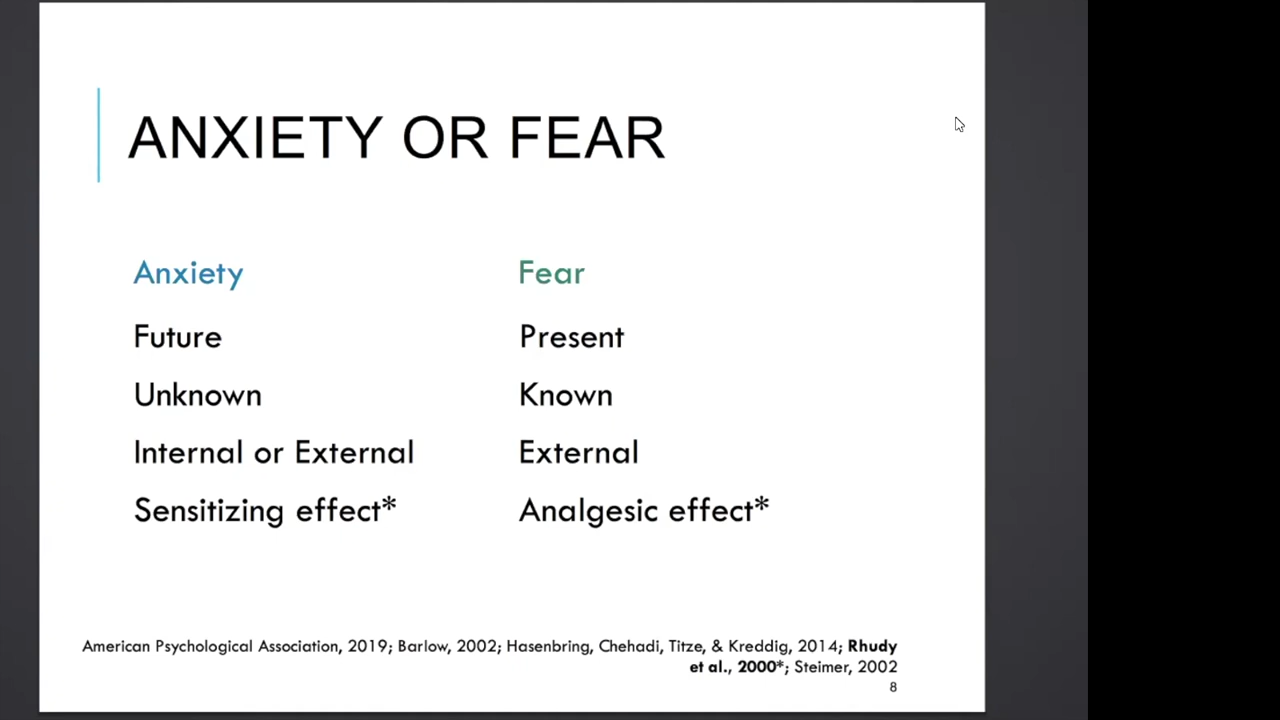 ANXIETY OR FEAR
Anxiety
Future
Unknown
Internal or External
Sensitizing effect*
Fear
Present
Known
External
Analgesic effect*
American Psychological Association, 2019; Barlow, 2002; Hasenbring, Chehadi, Titze, & Kreddig, 2014; Rhudy
et al., 2000*; Steimer, 2002
8